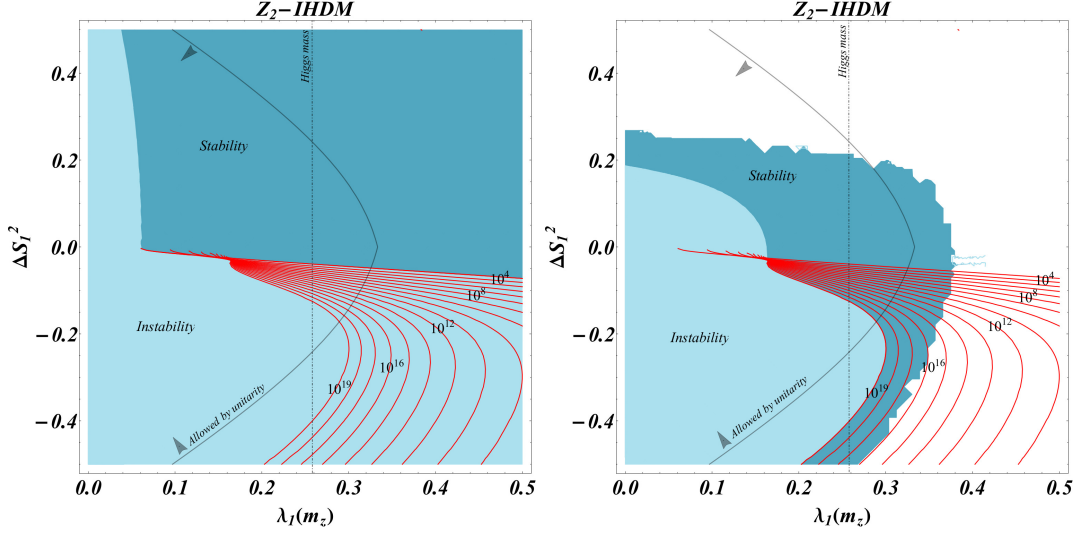 Z₂−IHDM
Higgs mass
0.4
0.2
0.0
−0.2
−0.4
ΔS₁²
Stability
Instability
10⁴
10⁸
10¹²
10¹⁶
10¹⁹
Allowed by unitarity
0.0 0.1 0.2 0.3 0.4 0.5
λ₁(m_z)
Z₂−IHDM
Higgs mass
0.4
0.2
0.0
−0.2
−0.4
ΔS₁²
Stability
Instability
10⁴
10⁸
10¹²
10¹⁶
10¹⁹
Allowed by unitarity
0.0 0.1 0.2 0.3 0.4 0.5
λ₁(m_z)